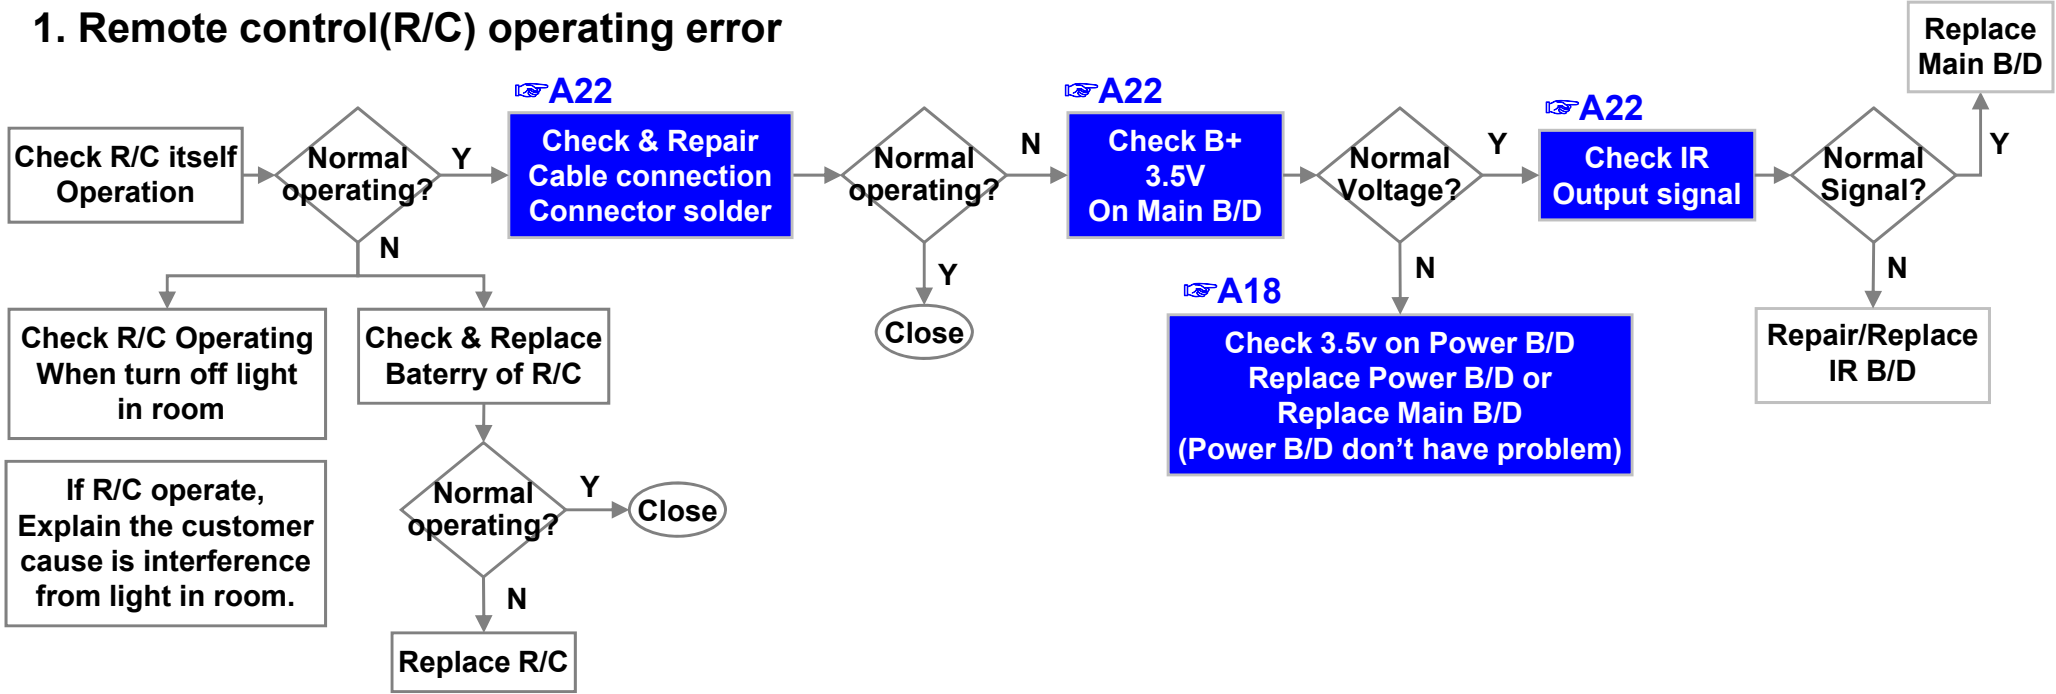 1. Remote control(R/C) operating error
Check R/C itself
Operation
Normal
operating?
Y
N
☞A22
Check & Repair
Cable connection
Connector solder
Normal
operating?
N
Y
Close
☞A22
Check B+
3.5V
On Main B/D
Normal
Voltage?
Y
N
☞A22
Check IR
Output signal
Normal
Signal?
Y
N
Replace
Main B/D
Repair/Replace
IR B/D
☞A18
Check 3.5v on Power B/D
Replace Power B/D or
Replace Main B/D
(Power B/D don’t have problem)
Check R/C Operating
When turn off light
in room
If R/C operate,
Explain the customer
cause is interference
from light in room.
Check & Replace
Baterry of R/C
Normal
operating?
Y
Close
N
Replace R/C